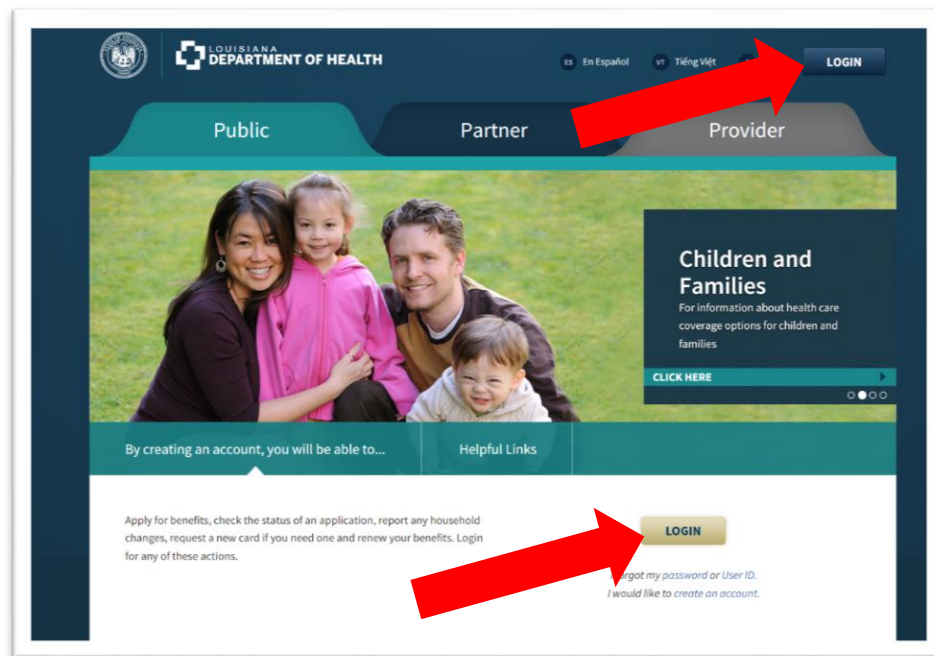 LOUISIANA
DEPARTMENT OF HEALTH
ES En Español VT Tiếng Việt
LOGIN
Public Partner Provider
Children and
Families
For information about health care
coverage options for children and
families
CLICK HERE
By creating an account, you will be able to... Helpful Links
Apply for benefits, check the status of an application, report any household
changes, request a new card if you need one and renew your benefits. Login
for any of these actions.
LOGIN
forgot my password or User ID.
I would like to create an account.